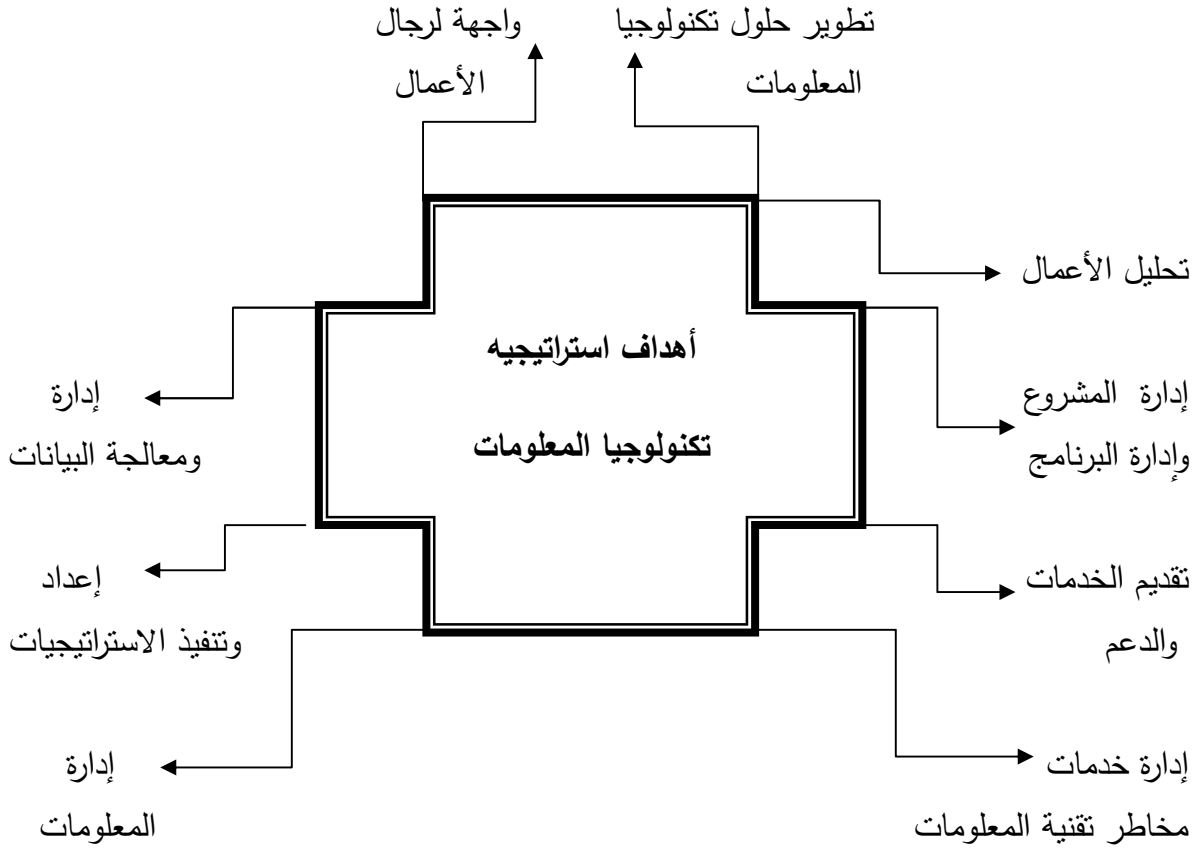 تطوير حلول تكنولوجيا
المعلومات
واجهة لرجال
الأعمال
تحليل الأعمال
أهداف استراتيجيه
تكنولوجيا المعلومات
إدارة المشروع
وإدارة البرنامج
إدارة
ومعالجة البيانات
تقديم الخدمات
والدعم
إعداد
وتنفيذ الاستراتيجيات
إدارة خدمات
مخاطر تقنية المعلومات
إدارة
المعلومات